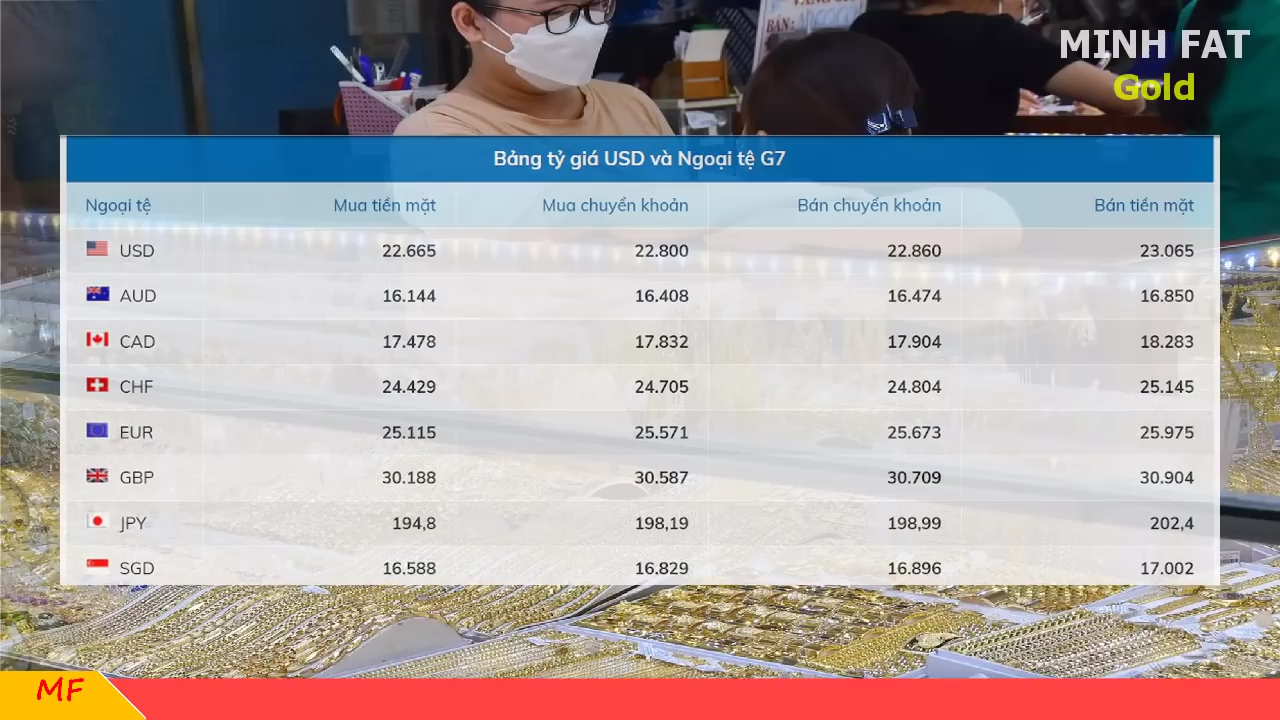 VÀNG
BÁN:
MINH FAT
Gold
Bảng tỷ giá USD và Ngoại tệ G7
Ngoại tệ Mua tiền mặt Mua chuyển khoản Bán chuyển khoản Bán tiền mặt
USD 22.665 22.800 22.860 23.065
AUD 16.144 16.408 16.474 16.850
CAD 17.478 17.832 17.904 18.283
CHF 24.429 24.705 24.804 25.145
EUR 25.115 25.571 25.673 25.975
GBP 30.188 30.587 30.709 30.904
JPY 194,8 198,19 198,99 202,4
SGD 16.588 16.829 16.896 17.002
MF